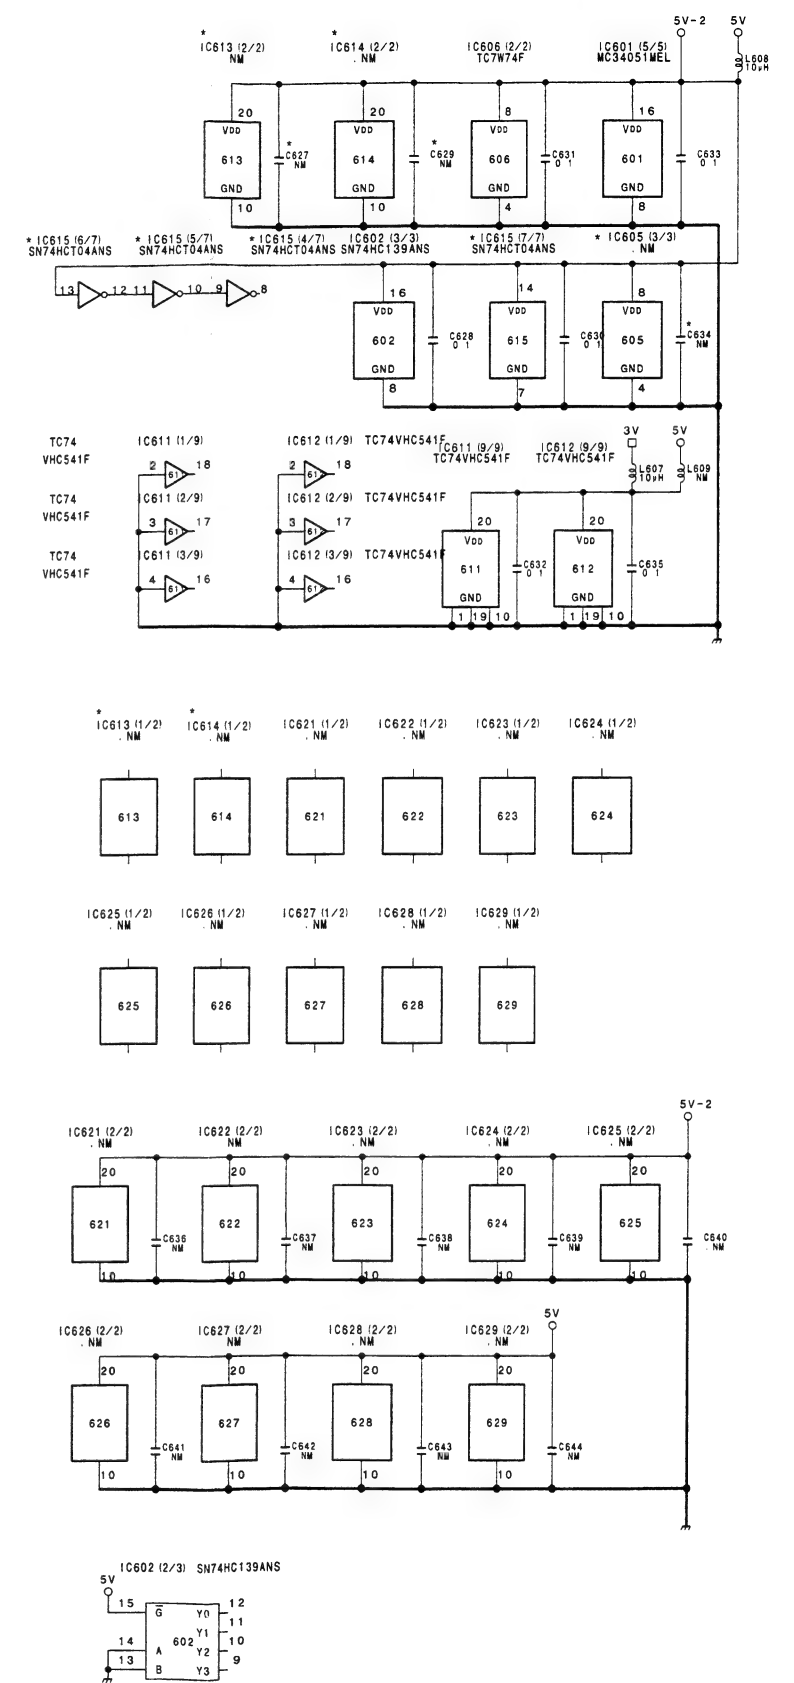 5V-2 5V
* * IC613 (2/2) IC614 (2/2) IC606 (2/2) IC601 (5/5)
NM . NM TC7W74F MC34051MEL
L608
10μH
20 20 8 16
VDD VDD VDD VDD
613 * C627 NM 614 * C629 NM 606 C631 0 1 601 C633 0 1
GND GND GND GND
10 10 4 8
* IC615 (6/7) * IC615 (5/7) * IC615 (4/7) IC602 (3/3) * IC615 (7/7) * IC605 (3/3)
SN74HCT04ANS SN74HCT04ANS SN74HCT04ANS SN74HC139ANS SN74HCT04ANS . NM
13 12 11 10 9 8
16 14 8
VDD VDD VDD
602 C628 0 1 615 C630 0 1 605 * C634 NM
GND GND GND
8 7 4
TC74 IC611 (1/9) IC612 (1/9) TC74VHC541F IC611 (9/9) IC612 (9/9) 3V 5V
VHC541F TC74VHC541F TC74VHC541F
2 611 18 2 611 18
L607 10μH L609 NM
TC74 IC611 (2/9) IC612 (2/9) TC74VHC541F
VHC541F
3 611 17 3 611 17
20 20
VDD VDD
TC74 IC611 (3/9) IC612 (3/9) TC74VHC541F
VHC541F
4 611 16 4 611 16
611 C632 0 1 612 C635 0 1
GND GND
1 19 10 1 19 10
* *
IC613 (1/2) IC614 (1/2) IC621 (1/2) IC622 (1/2) IC623 (1/2) IC624 (1/2)
. NM . NM . NM . NM . NM . NM
613 614 621 622 623 624
IC625 (1/2) IC626 (1/2) IC627 (1/2) IC628 (1/2) IC629 (1/2)
. NM . NM . NM . NM . NM
625 626 627 628 629
5V-2
IC621 (2/2) IC622 (2/2) IC623 (2/2) IC624 (2/2) IC625 (2/2)
. NM NM . NM . NM . NM
20 20 20 20 20
621 C636 NM 622 C637 NM 623 C638 NM 624 C639 NM 625 C640 . NM
10 10 10 10 10
5V
IC626 (2/2) IC627 (2/2) IC628 (2/2) IC629 (2/2)
. NM NM . NM . NM
20 20 20 20
626 C641 NM 627 C642 NM 628 C643 NM 629 C644 NM
10 10 10 10
IC602 (2/3) SN74HC139ANS
5V
15 G Y0 12
Y1 11
14 A 602 Y2 10
13 B Y3 9